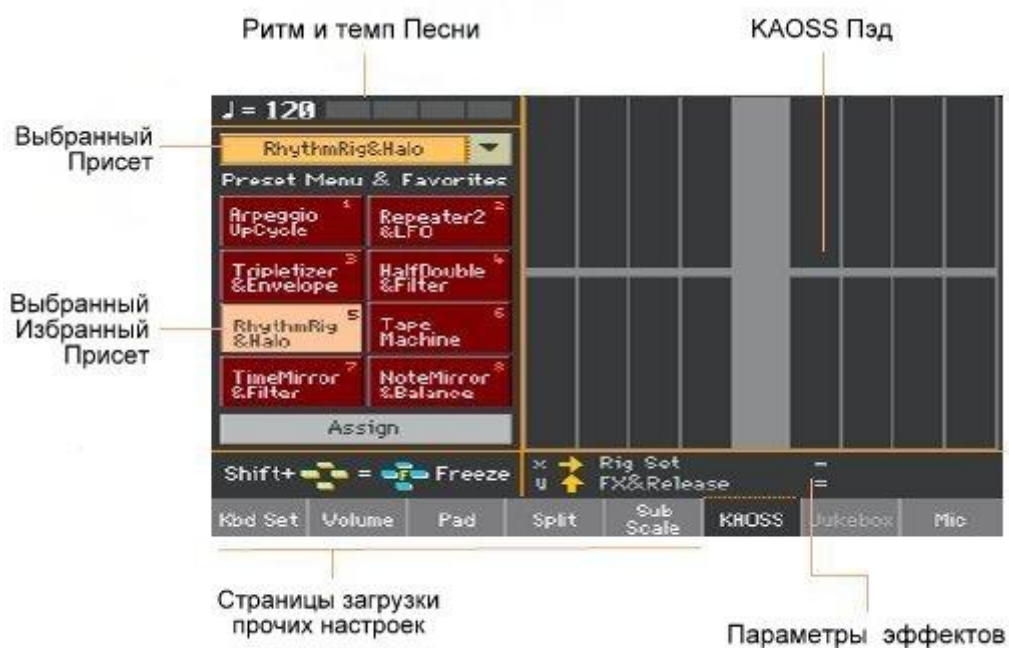 Ритм и темп Песни
KAOSS Пэд
♩ = 120
Выбранный
Присет
RhythmRig&Halo
Preset Menu & Favorites
Arpeggio 1
UpCycle
Repeater2 2
&LFO
Tripletizer 3
&Envelope
HalfDouble 4
&Filter
Выбранный
Избранный
Присет
RhythmRig 5
&Halo
Tape 6
Machine
TimeMirror 7
&Filter
NoteMirror 8
&Balance
Assign
Shift+ = F Freeze
x Rig Set =
y FX&Release =
Kbd Set Volume Pad Split Sub Scale KAOSS Jukebox Mic
Страницы загрузки
прочих настроек
Параметры эффектов